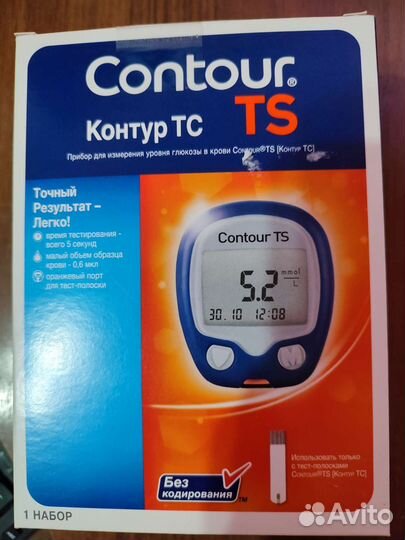 Contour®
TS
Контур ТС
Прибор для измерения уровня глюкозы в крови Contour®TS [Контур ТС]
Точный
Результат –
Легко!
время тестирования -
всего 5 секунд
малый объем образца
крови - 0,6 мкл
оранжевый порт
для тест-полоски
Contour TS
5.2 mmol
L
30.10 12:08
Использовать только
с тест-полосками
Contour®TS [Контур ТС]
Без
кодирования
TM
1 НАБОР
Avito